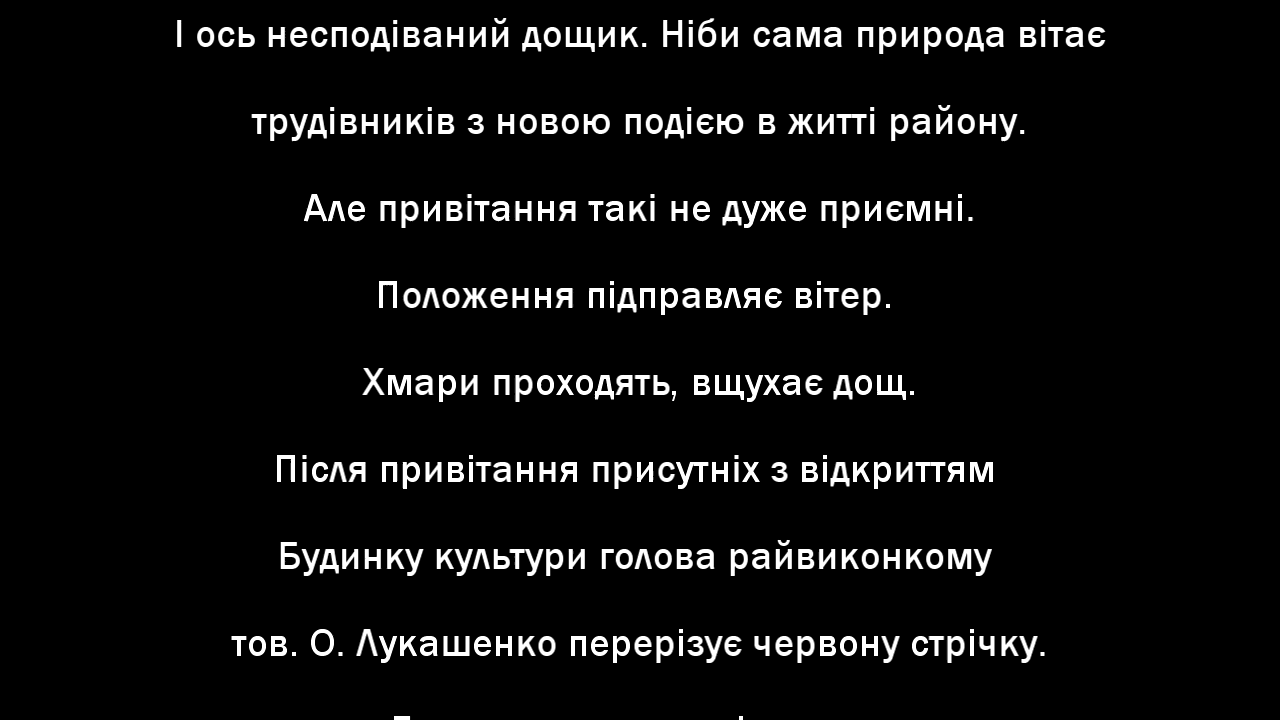 І ось несподіваний дощик. Ніби сама природа вітає
трудівників з новою подією в житті району.
Але привітання такі не дуже приємні.
Положення підправляє вітер.
Хмари проходять, вщухає дощ.
Після привітання присутніх з відкриттям
Будинку культури голова райвиконкому
тов. О. Лукашенко перерізує червону стрічку.